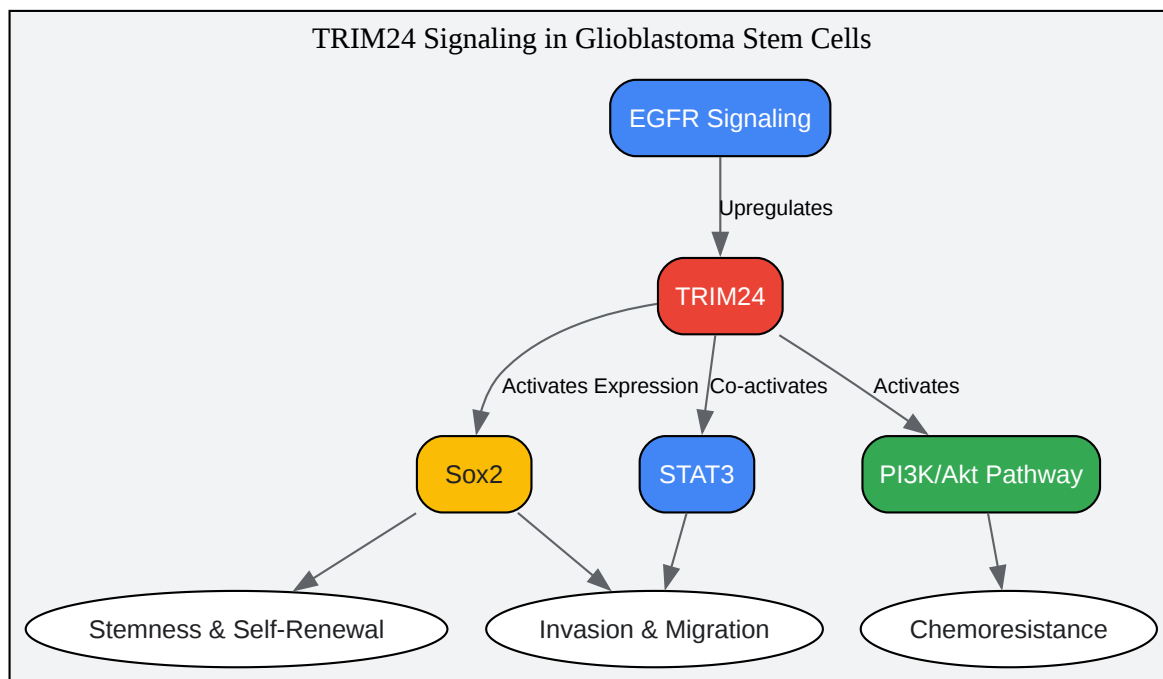 TRIM24 Signaling in Glioblastoma Stem Cells
EGFR Signaling
Upregulates
TRIM24
Activates Expression
Co-activates
Activates
Sox2
STAT3
PI3K/Akt Pathway
Stemness & Self-Renewal
Invasion & Migration
Chemoresistance